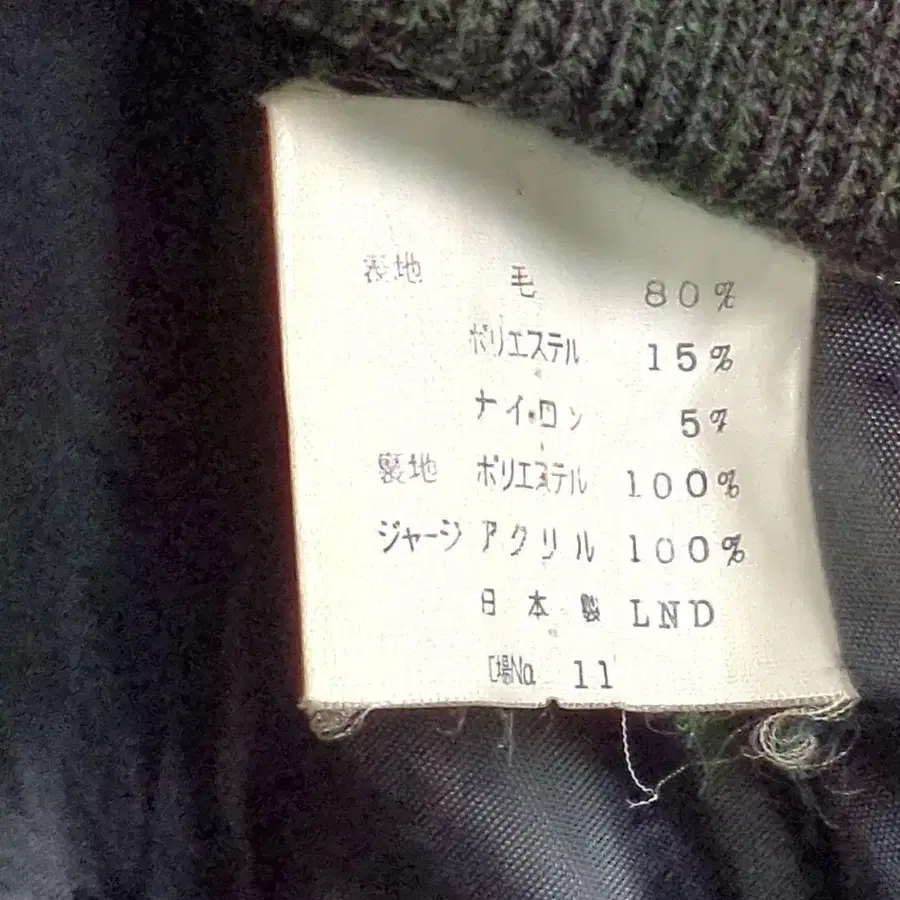 表地 毛 80%
ポリエステル 15%
ナイロン 5%
裏地 ポリエステル 100%
ジャージ アクリル 100%
日本製 LND
工場No 11